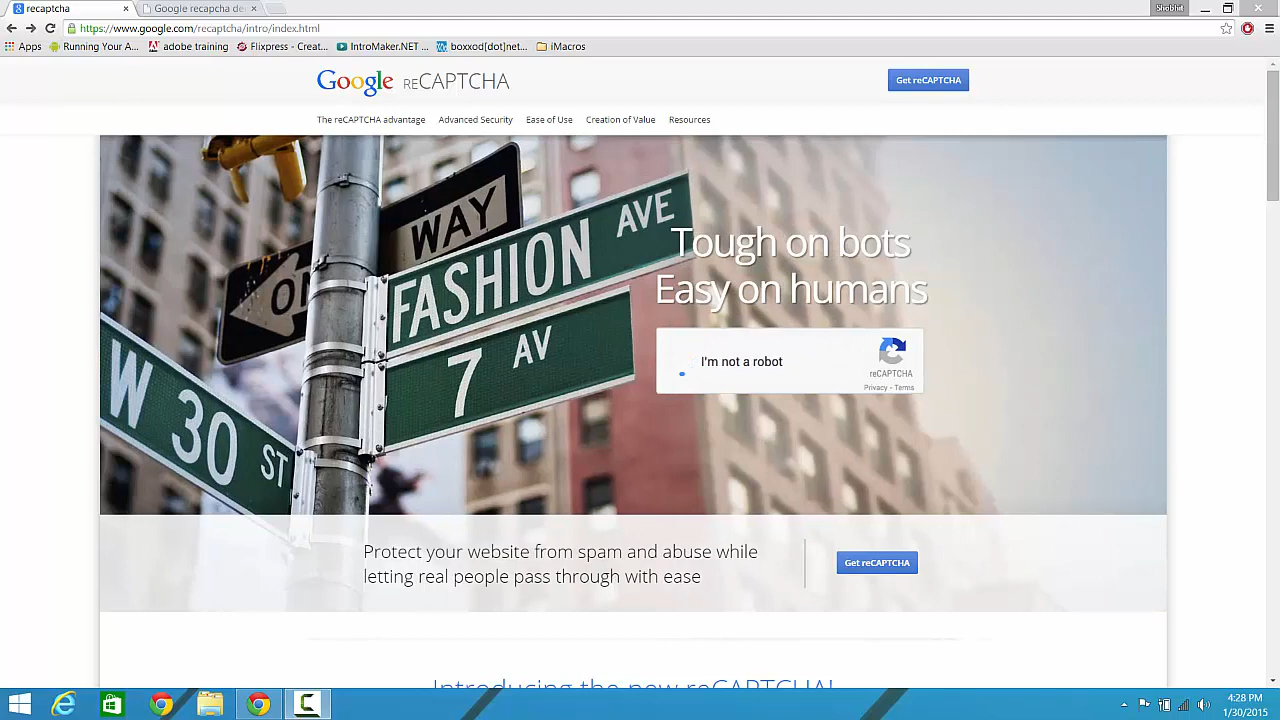 recaptcha
Google recapcha de
Shobhit
https://www.google.com/recaptcha/intro/index.html
Apps
Running Your A...
adobe training
Flixpress - Creat...
IntroMaker.NET ...
boxxod[dot]net...
iMacros
Google reCAPTCHA
Get reCAPTCHA
The reCAPTCHA advantage
Advanced Security
Ease of Use
Creation of Value
Resources
WAY
ON
FASHION AVE
7 AV
W 30 ST
Tough on bots
Easy on humans
I'm not a robot
reCAPTCHA
Privacy - Terms
Protect your website from spam and abuse while
letting real people pass through with ease
Get reCAPTCHA
Introducing the new reCAPTCHA!
4:28 PM
1/30/2015